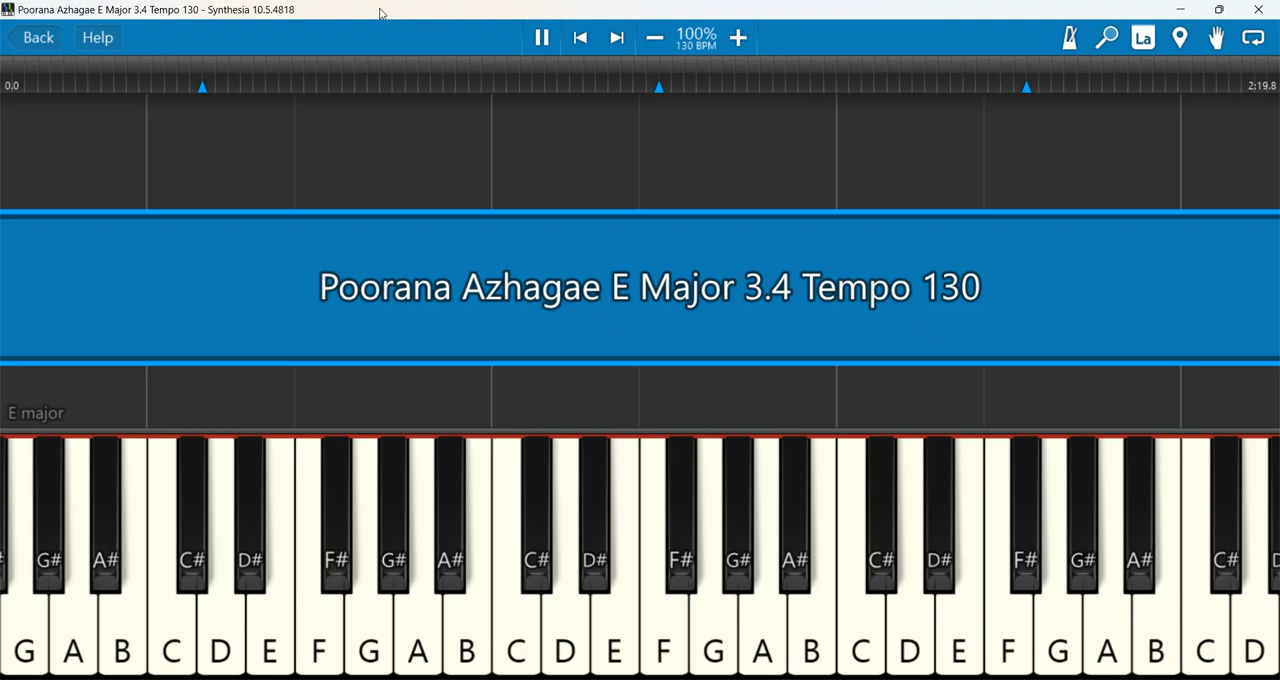 Poorana Azhagae E Major 3.4 Tempo 130 - Synthesia 10.5.4818
Back Help 100% La
130 BPM
0,0 2:19.8
Poorana Azhagae E Major 3.4 Tempo 130
E major
G# A# C# D# F# G# A# C# D# F# G# A# C# D# F# G# A# C#
G A B C D E F G A B C D E F G A B C D E F G A B C D